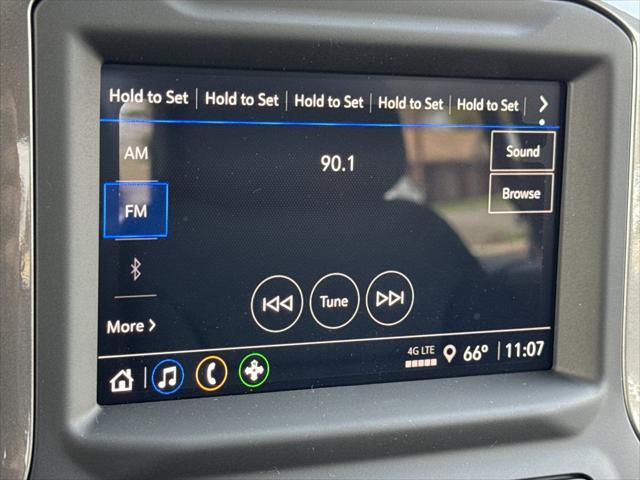 Hold to Set Hold to Set Hold to Set Hold to Set Hold to Set
AM
90.1
Sound
FM
Browse
Tune
More
4G LTE
66° 11:07